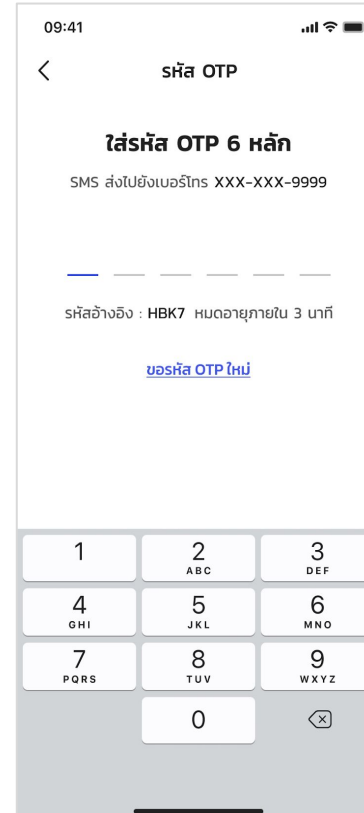 09:41
รหัส OTP
ใส่รหัส OTP 6 หลัก
SMS ส่งไปยังเบอร์โทร XXX-XXX-9999
รหัสอ้างอิง : HBK7 หมดอายุภายใน 3 นาที
ขอรหัส OTP ใหม่
1 2 3
ABC DEF
4 5 6
GHI JKL MNO
7 8 9
PQRS TUV WXYZ
0